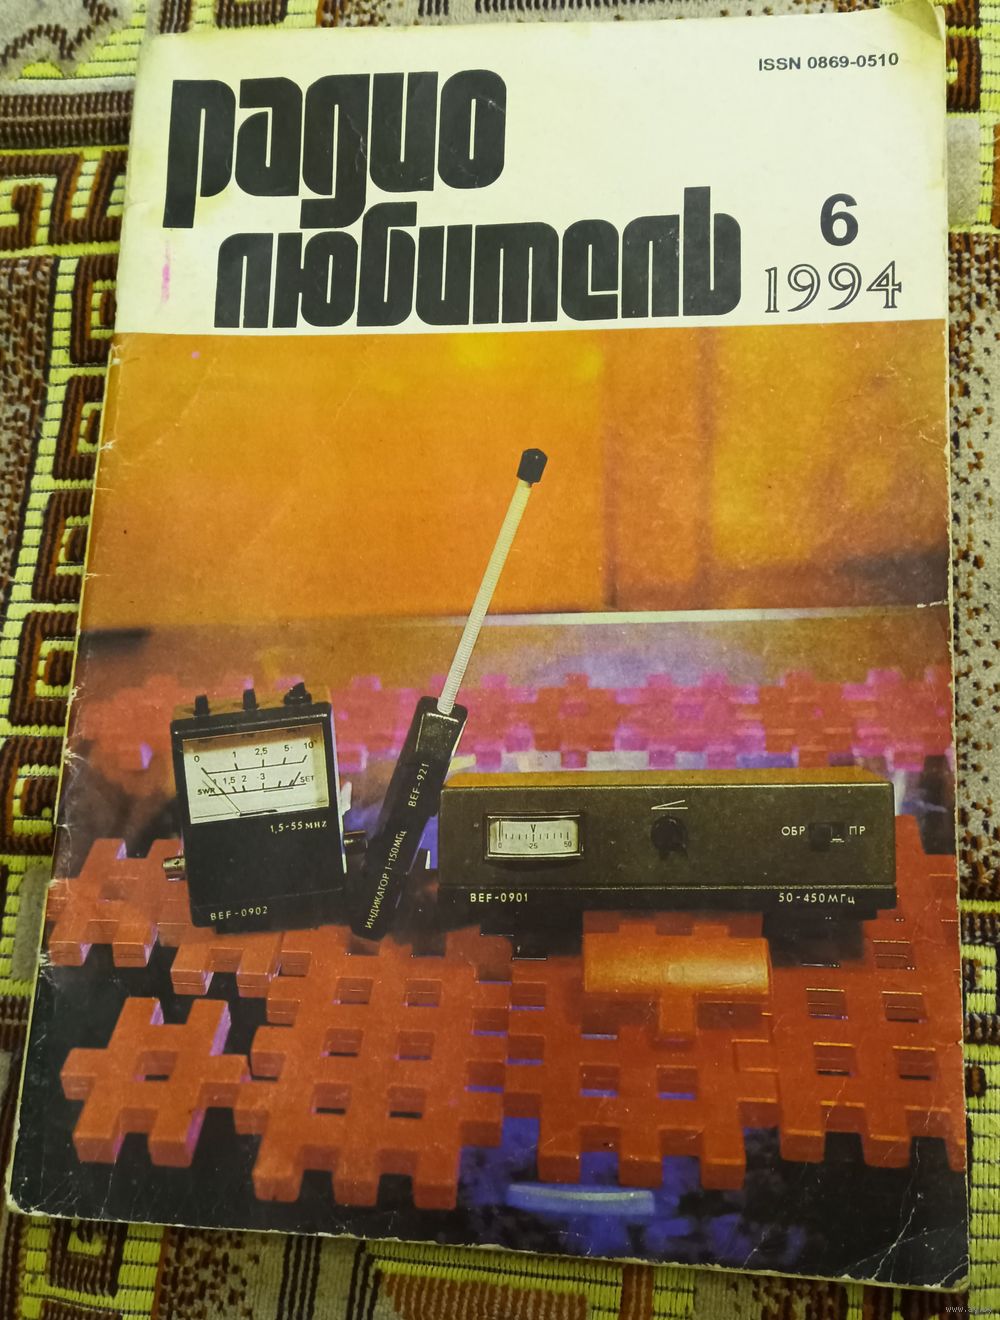 ISSN 0869-0510
радио
любитель
6
1994
0 1 2,5 5 10
1 1,5 2 3
SWR SET
1,5-55 MHZ
BEF-0902
BEF-921
ИНДИКАТОР 1-150МГц
V
0 25 50
ОБР ПР
BEF-0901
50-450МГц